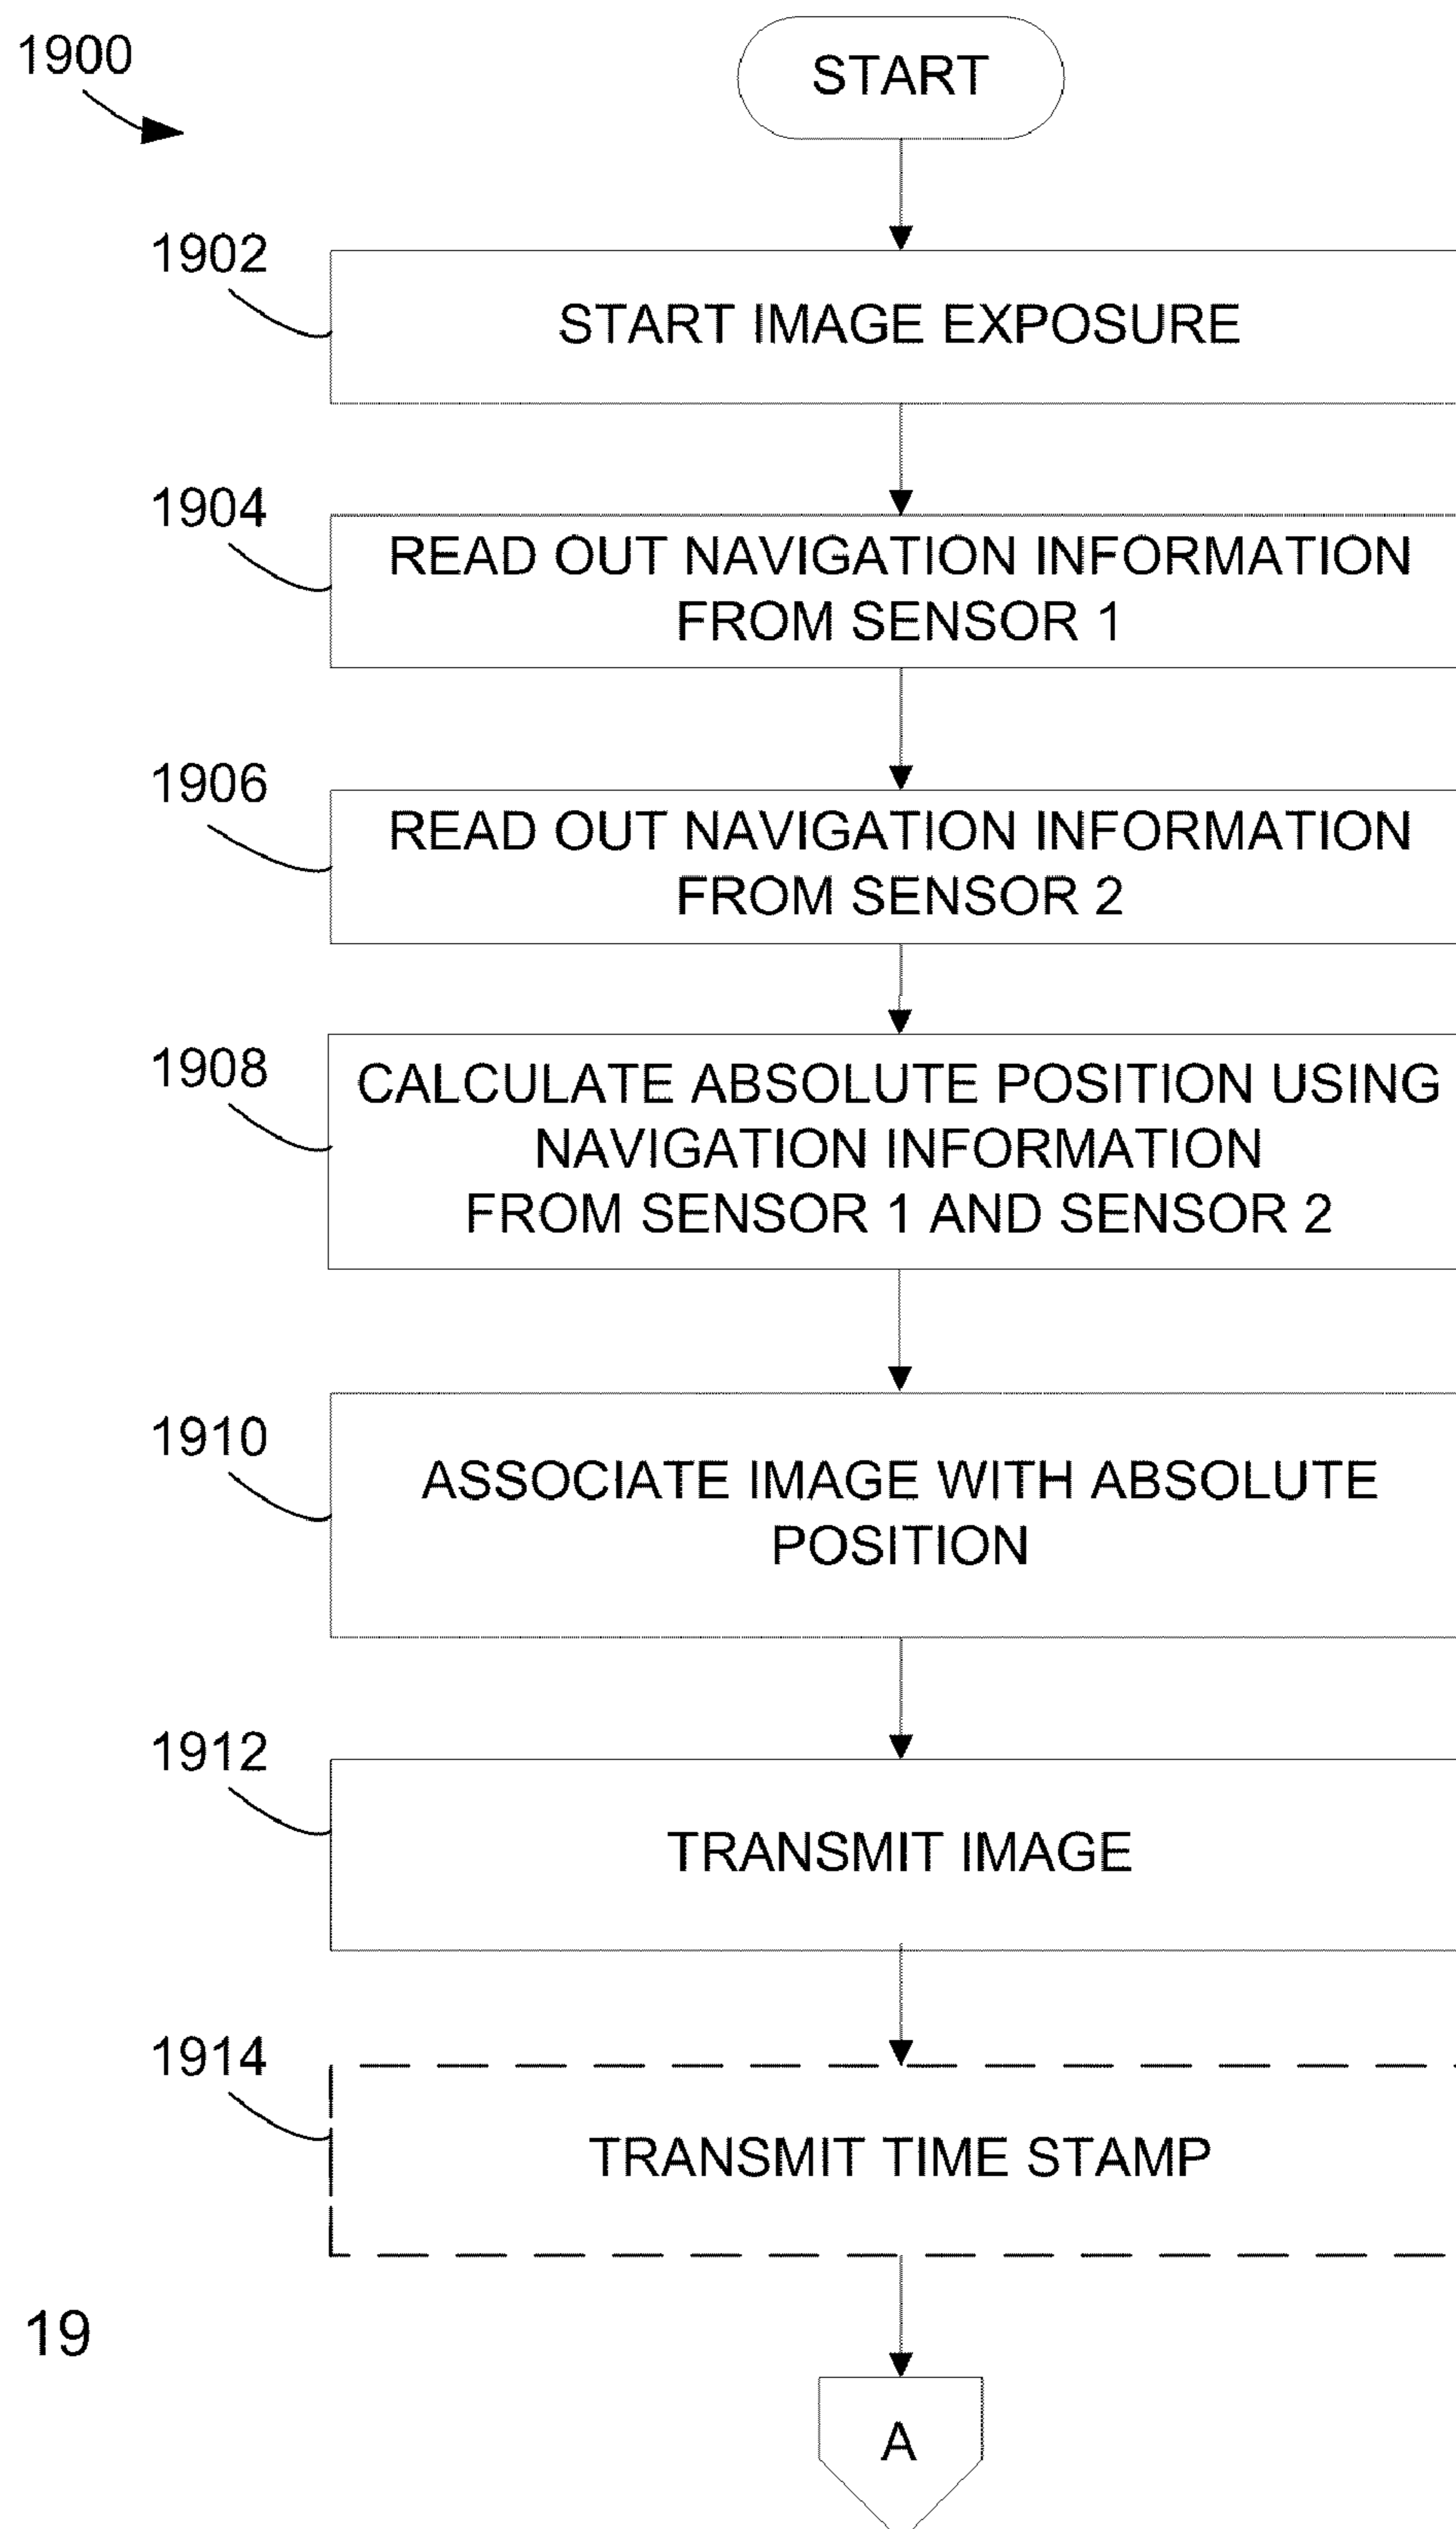 1900
START
1902
START IMAGE EXPOSURE
1904
READ OUT NAVIGATION INFORMATION
FROM SENSOR 1
1906
READ OUT NAVIGATION INFORMATION
FROM SENSOR 2
1908
CALCULATE ABSOLUTE POSITION USING
NAVIGATION INFORMATION
FROM SENSOR 1 AND SENSOR 2
1910
ASSOCIATE IMAGE WITH ABSOLUTE
POSITION
1912
TRANSMIT IMAGE
1914
TRANSMIT TIME STAMP
19
A